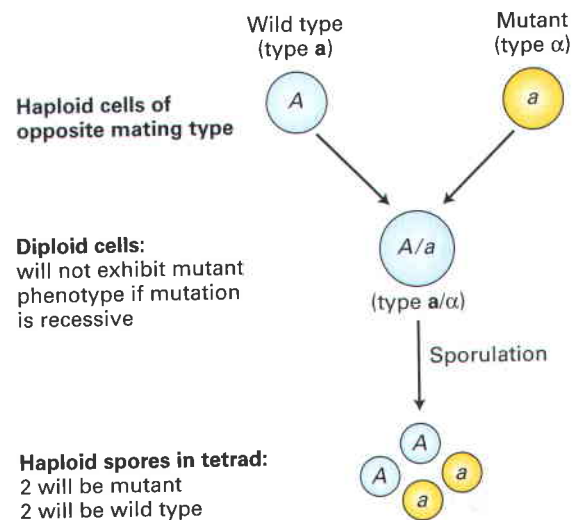 Wild type
(type a)
Mutant
(type α)
Haploid cells of
opposite mating type
A
a
Diploid cells:
will not exhibit mutant
phenotype if mutation
is recessive
A/a
(type a/α)
Sporulation
Haploid spores in tetrad:
2 will be mutant
2 will be wild type
A
A
a
a